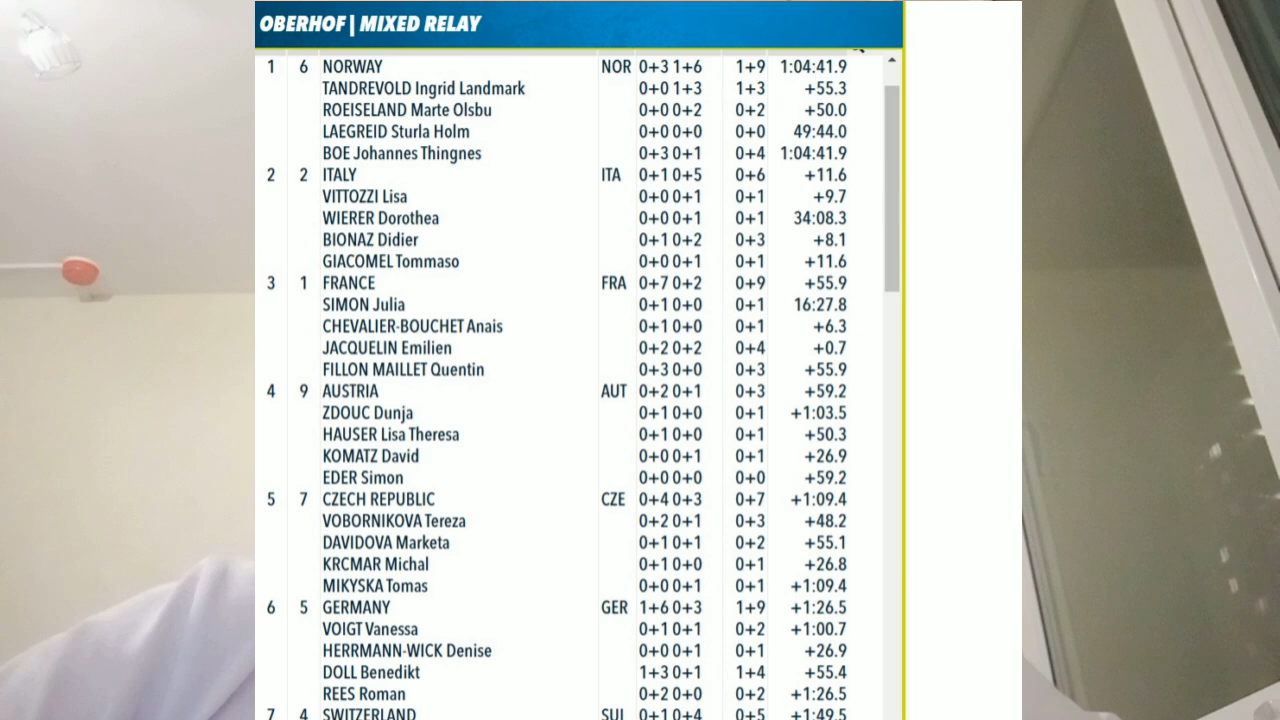 OBERHOF | MIXED RELAY
1 6 NORWAY NOR 0+3 1+6 1+9 1:04:41.9
TANDREVOLD Ingrid Landmark 0+0 1+3 1+3 +55.3
ROEISELAND Marte Olsbu 0+0 0+2 0+2 +50.0
LAEGREID Sturla Holm 0+0 0+0 0+0 49:44.0
BOE Johannes Thingnes 0+3 0+1 0+4 1:04:41.9
2 2 ITALY ITA 0+1 0+5 0+6 +11.6
VITTOZZI Lisa 0+0 0+1 0+1 +9.7
WIERER Dorothea 0+0 0+1 0+1 34:08.3
BIONAZ Didier 0+1 0+2 0+3 +8.1
GIACOMEL Tommaso 0+0 0+1 0+1 +11.6
3 1 FRANCE FRA 0+7 0+2 0+9 +55.9
SIMON Julia 0+1 0+0 0+1 16:27.8
CHEVALIER-BOUCHET Anais 0+1 0+0 0+1 +6.3
JACQUELIN Emilien 0+2 0+2 0+4 +0.7
FILLON MAILLET Quentin 0+3 0+0 0+3 +55.9
4 9 AUSTRIA AUT 0+2 0+1 0+3 +59.2
ZDOUC Dunja 0+1 0+0 0+1 +1:03.5
HAUSER Lisa Theresa 0+1 0+0 0+1 +50.3
KOMATZ David 0+0 0+1 0+1 +26.9
EDER Simon 0+0 0+0 0+0 +59.2
5 7 CZECH REPUBLIC CZE 0+4 0+3 0+7 +1:09.4
VOBORNIKOVA Tereza 0+2 0+1 0+3 +48.2
DAVIDOVA Marketa 0+1 0+1 0+2 +55.1
KRCMAR Michal 0+1 0+0 0+1 +26.8
MIKYSKA Tomas 0+0 0+1 0+1 +1:09.4
6 5 GERMANY GER 1+6 0+3 1+9 +1:26.5
VOIGT Vanessa 0+1 0+1 0+2 +1:00.7
HERRMANN-WICK Denise 0+0 0+1 0+1 +26.9
DOLL Benedikt 1+3 0+1 1+4 +55.4
REES Roman 0+2 0+0 0+2 +1:26.5
7 4 SWITZERLAND SUI 0+1 0+4 0+5 +1:49.5